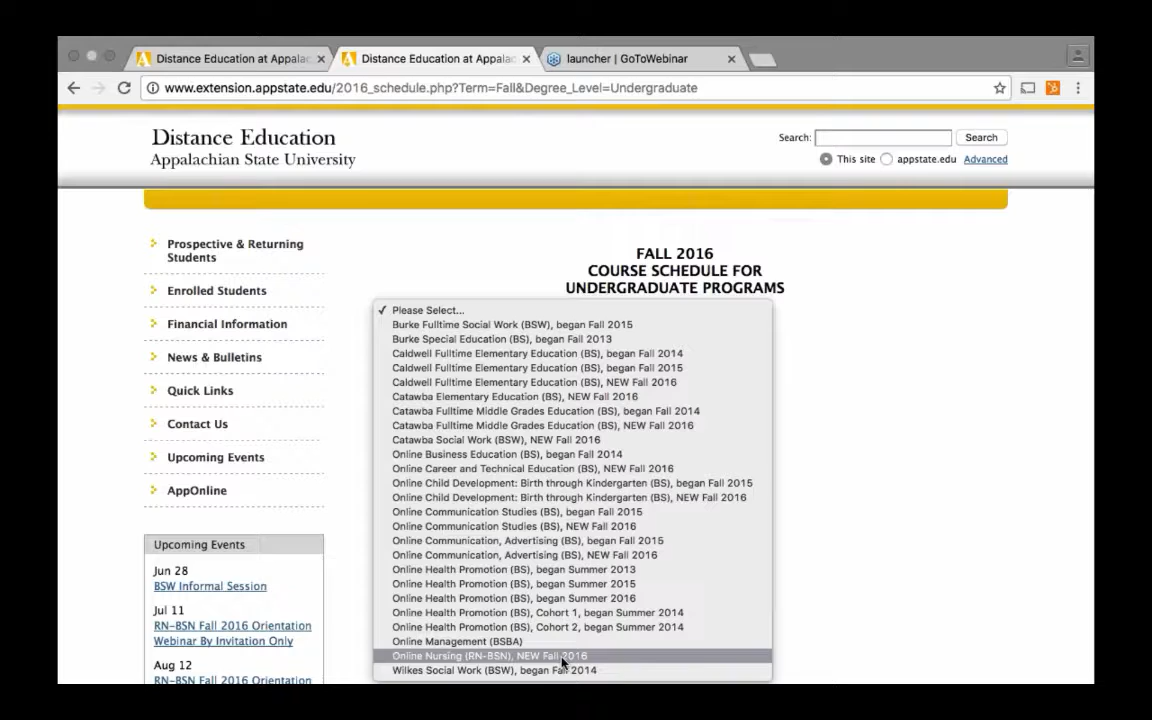 Distance Education at Appalac
Distance Education at Appalac
launcher | GoToWebinar
www.extension.appstate.edu/2016_schedule.php?Term=Fall&Degree_Level=Undergraduate
Distance Education
Appalachian State University
Search:
Search
This site
appstate.edu
Advanced
Prospective & Returning
Students
Enrolled Students
Financial Information
News & Bulletins
Quick Links
Contact Us
Upcoming Events
AppOnline
Upcoming Events
Jun 28
BSW Informal Session
Jul 11
RN-BSN Fall 2016 Orientation
Webinar By Invitation Only
Aug 12
RN-BSN Fall 2016 Orientation
FALL 2016
COURSE SCHEDULE FOR
UNDERGRADUATE PROGRAMS
✓ Please Select...
Burke Fulltime Social Work (BSW), began Fall 2015
Burke Special Education (BS), began Fall 2013
Caldwell Fulltime Elementary Education (BS), began Fall 2014
Caldwell Fulltime Elementary Education (BS), began Fall 2015
Caldwell Fulltime Elementary Education (BS), NEW Fall 2016
Catawba Elementary Education (BS), NEW Fall 2016
Catawba Fulltime Middle Grades Education (BS), began Fall 2014
Catawba Fulltime Middle Grades Education (BS), NEW Fall 2016
Catawba Social Work (BSW), NEW Fall 2016
Online Business Education (BS), began Fall 2014
Online Career and Technical Education (BS), NEW Fall 2016
Online Child Development: Birth through Kindergarten (BS), began Fall 2015
Online Child Development: Birth through Kindergarten (BS), NEW Fall 2016
Online Communication Studies (BS), began Fall 2015
Online Communication Studies (BS), NEW Fall 2016
Online Communication, Advertising (BS), began Fall 2015
Online Communication, Advertising (BS), NEW Fall 2016
Online Health Promotion (BS), began Summer 2013
Online Health Promotion (BS), began Summer 2015
Online Health Promotion (BS), began Summer 2016
Online Health Promotion (BS), Cohort 1, began Summer 2014
Online Health Promotion (BS), Cohort 2, began Summer 2014
Online Management (BSBA)
Online Nursing (RN-BSN), NEW Fall 2016
Wilkes Social Work (BSW), began Fall 2014